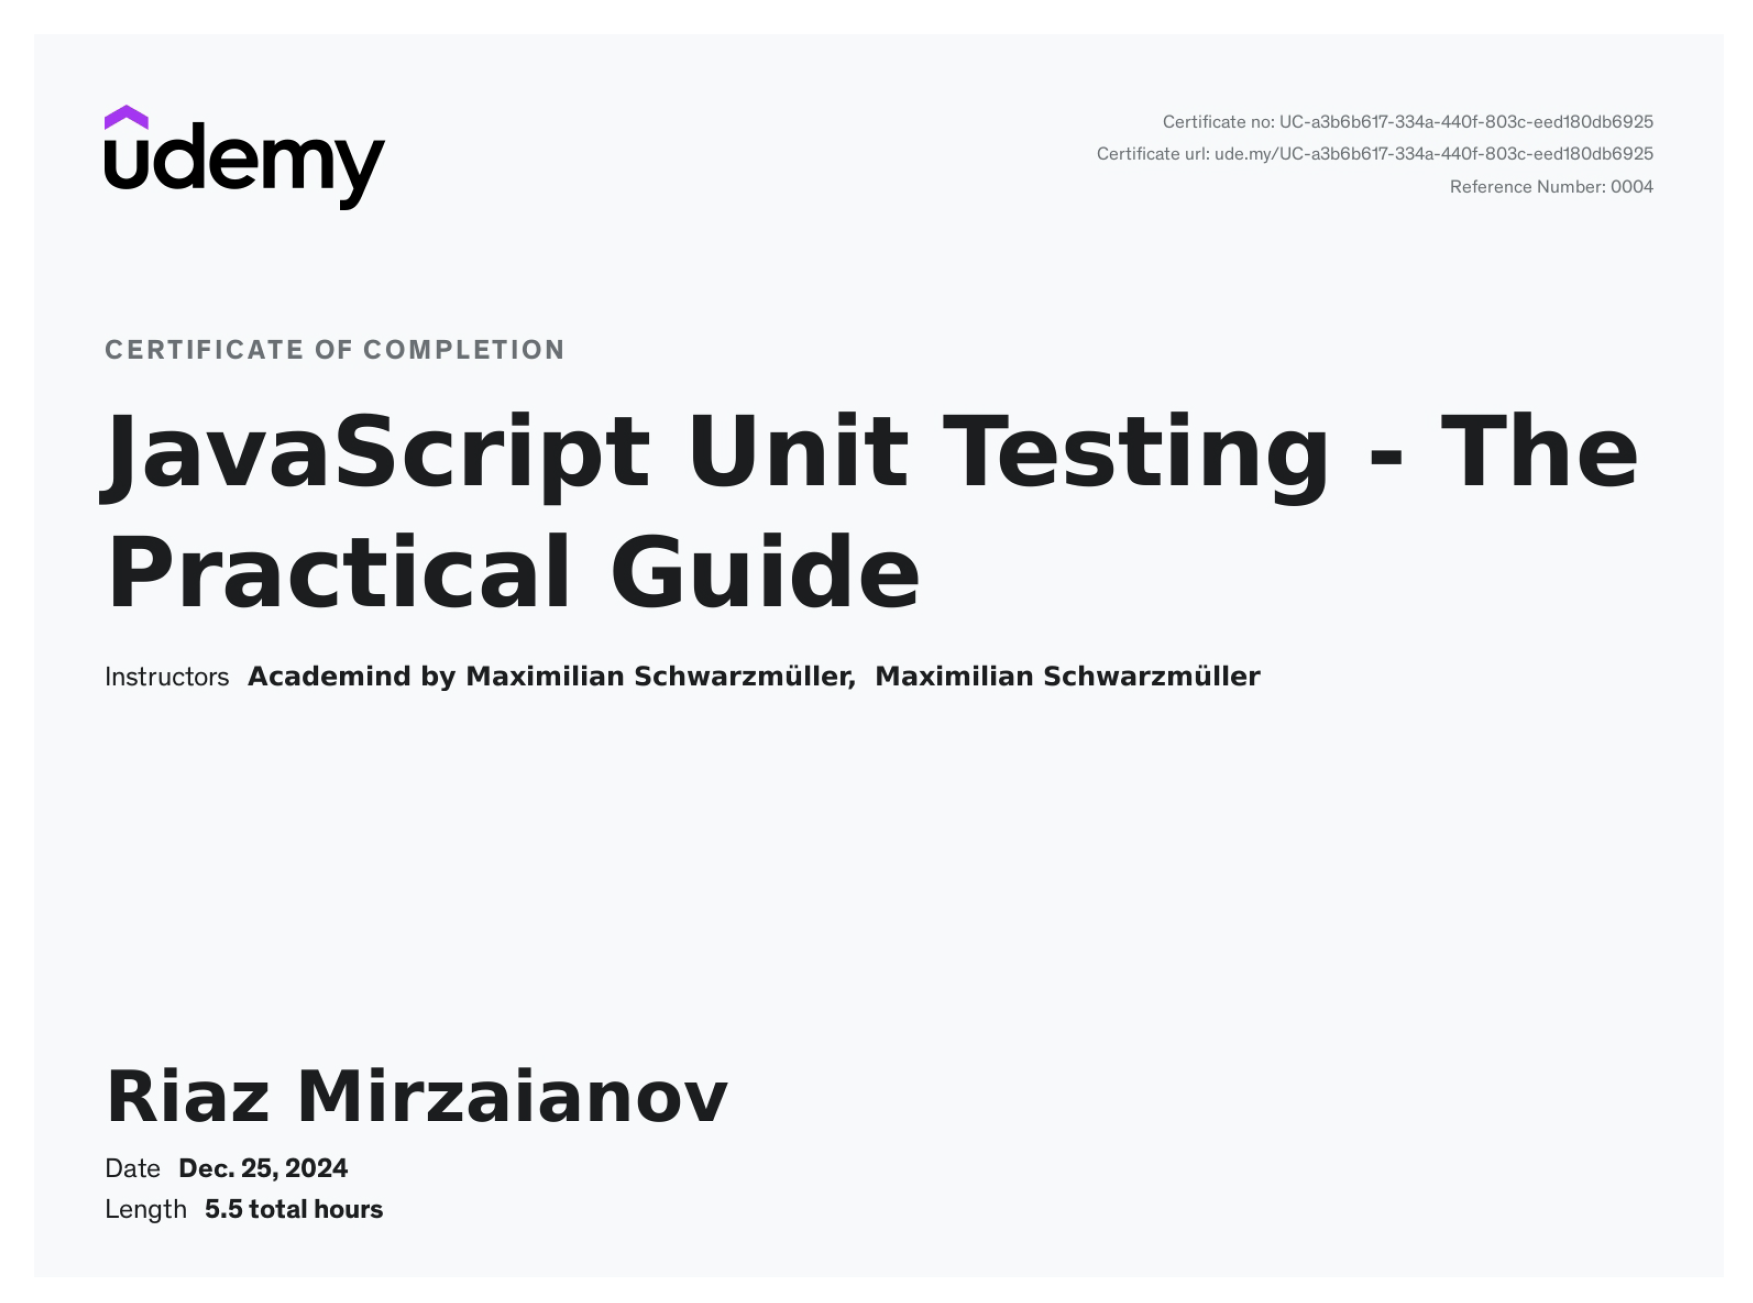 udemy
Certificate no: UC-a3b6b617-334a-440f-803c-eed180db6925
Certificate url: ude.my/UC-a3b6b617-334a-440f-803c-eed180db6925
Reference Number: 0004
CERTIFICATE OF COMPLETION
JavaScript Unit Testing - The
Practical Guide
Instructors Academind by Maximilian Schwarzmüller, Maximilian Schwarzmüller
Riaz Mirzaianov
Date Dec. 25, 2024
Length 5.5 total hours